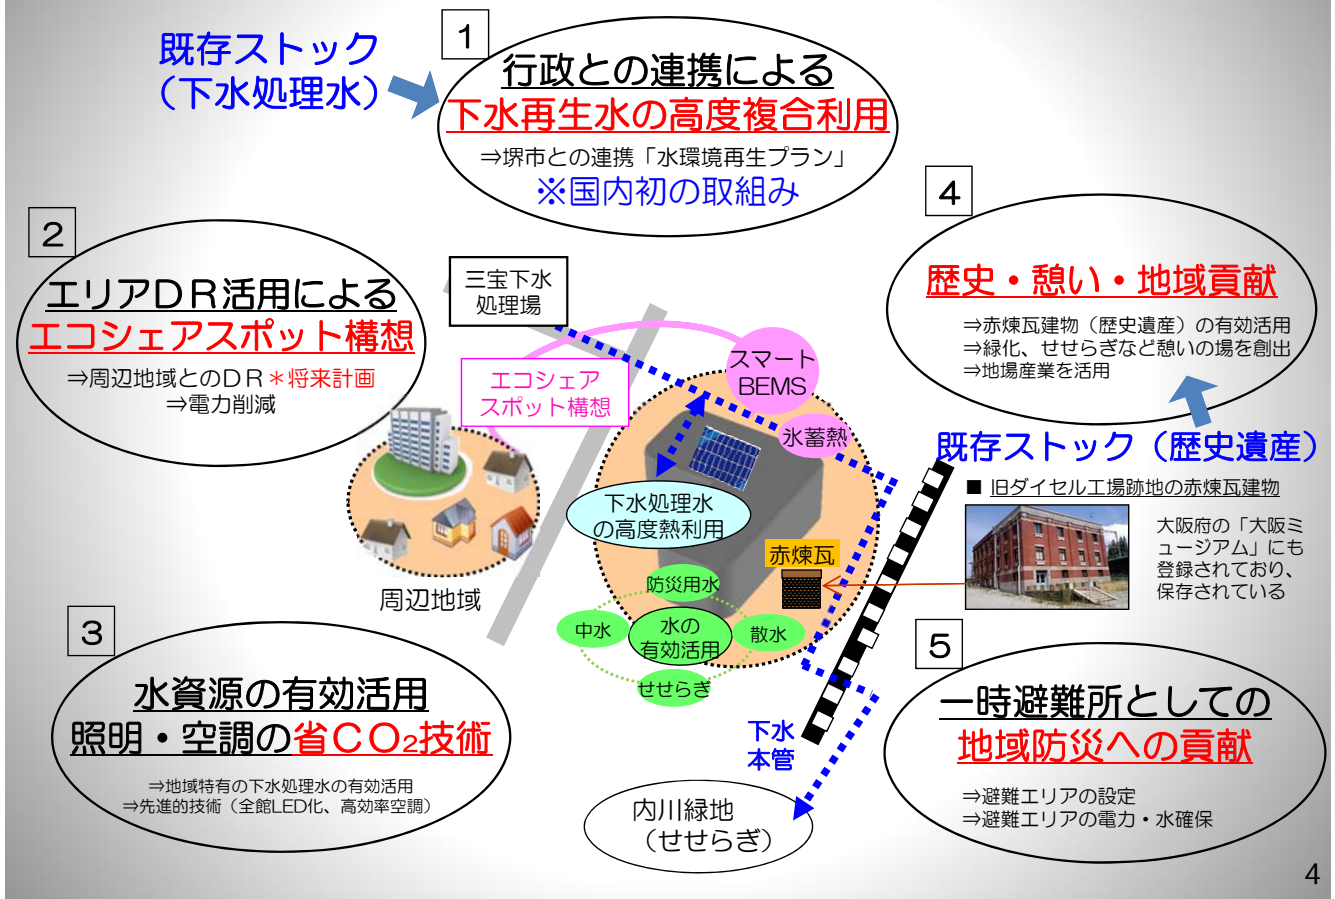 既存ストック
（下水処理水）
1
行政との連携による
下水再生水の高度複合利用
⇒堺市との連携「水環境再生プラン」
※国内初の取組み
2
エリアＤＲ活用による
エコシェアスポット構想
⇒周辺地域とのＤＲ＊将来計画
⇒電力削減
三宝下水
処理場
エコシェア
スポット構想
スマート
BEMS
氷蓄熱
下水処理水
の高度熱利用
赤煉瓦
防災用水
中水
水の
有効活用
散水
せせらぎ
周辺地域
4
歴史・憩い・地域貢献
⇒赤煉瓦建物（歴史遺産）の有効活用
⇒緑化、せせらぎなど憩いの場を創出
⇒地場産業を活用
既存ストック（歴史遺産）
■ 旧ダイセル工場跡地の赤煉瓦建物
大阪府の「大阪ミ
ュージアム」にも
登録されており、
保存されている
3
水資源の有効活用
照明・空調の省ＣＯ₂技術
⇒地域特有の下水処理水の有効活用
⇒先進的技術（全館LED化、高効率空調）
下水
本管
内川緑地
（せせらぎ）
5
一時避難所としての
地域防災への貢献
⇒避難エリアの設定
⇒避難エリアの電力・水確保
4